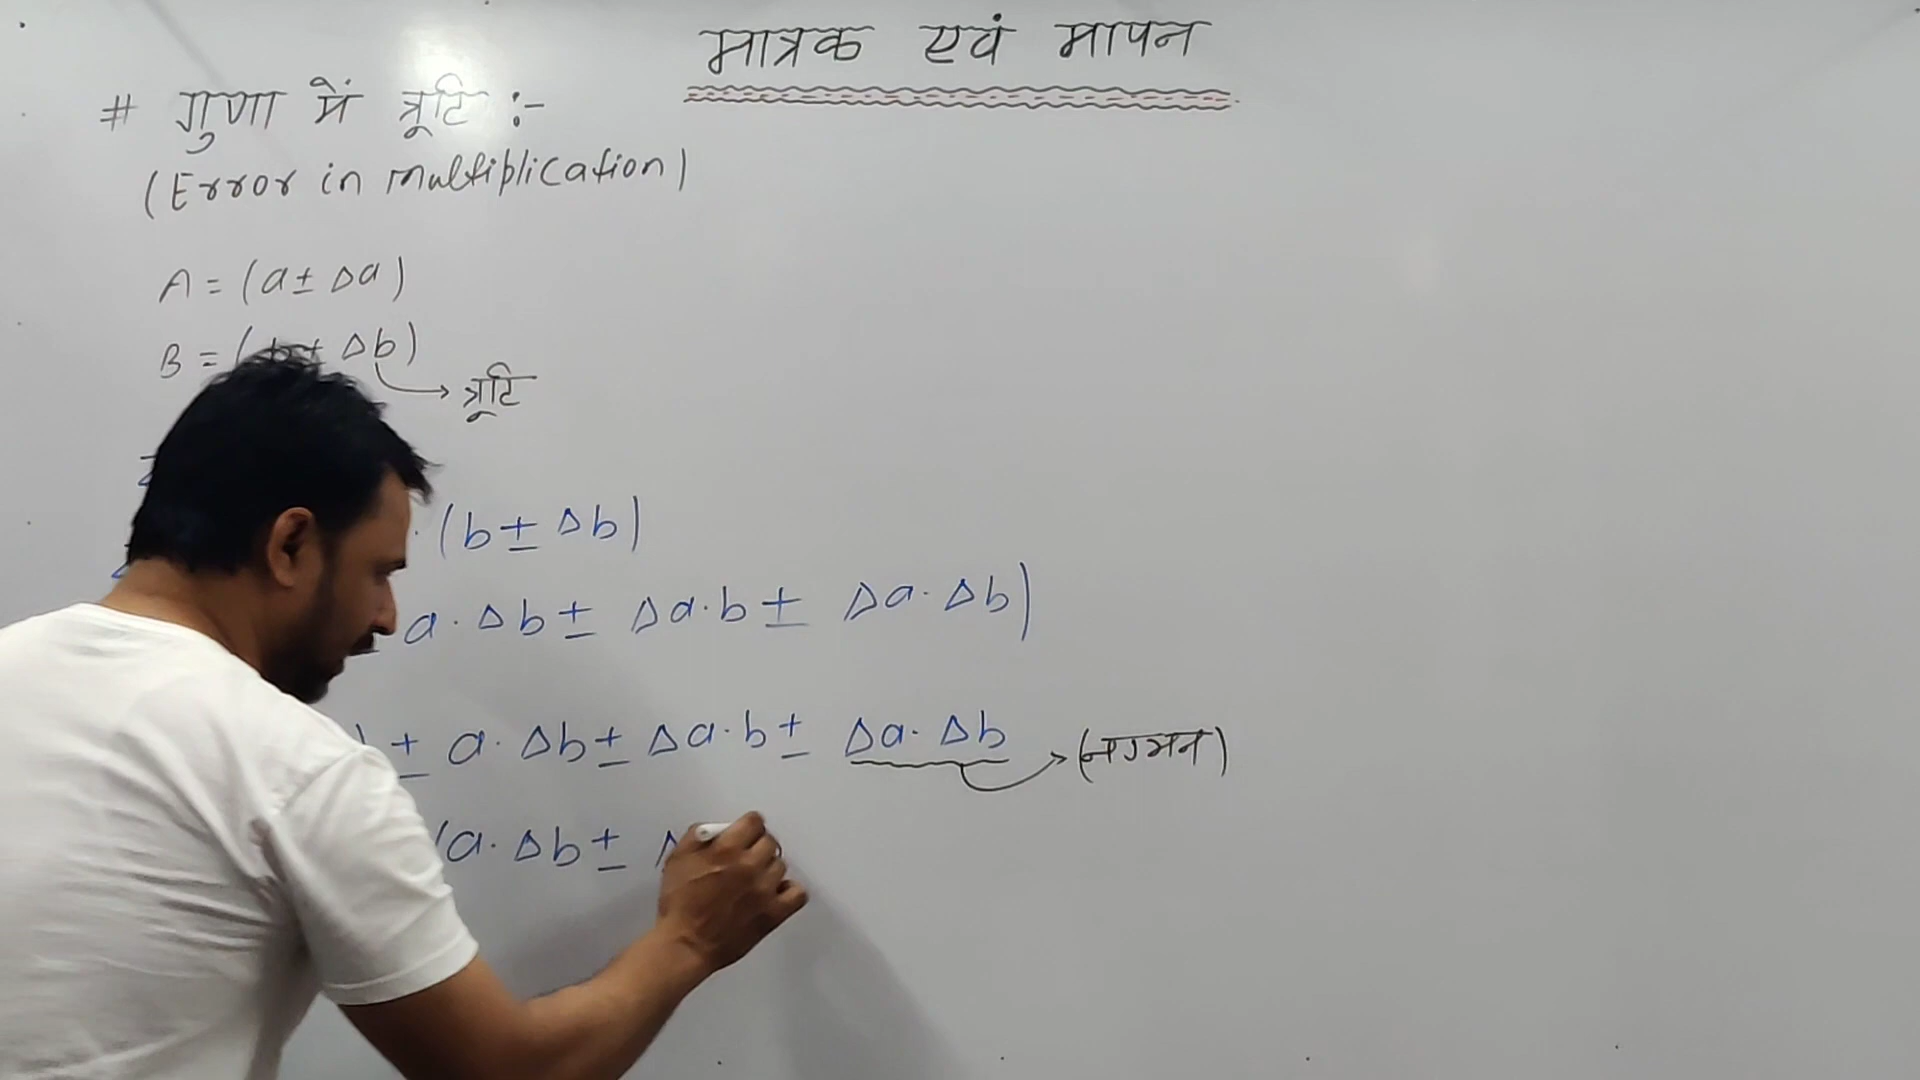 मात्रक एवं मापन
# गुणा में त्रूटि :-
(Error in multiplication)
A = (a ± Δa)
B = (b ± Δb)
त्रूटि
· (b ± Δb)
a · Δb ± Δa · b ± Δa · Δb)
) ± a · Δb ± Δa · b ± Δa · Δb → (नगण्य)
(a · Δb ± Δ